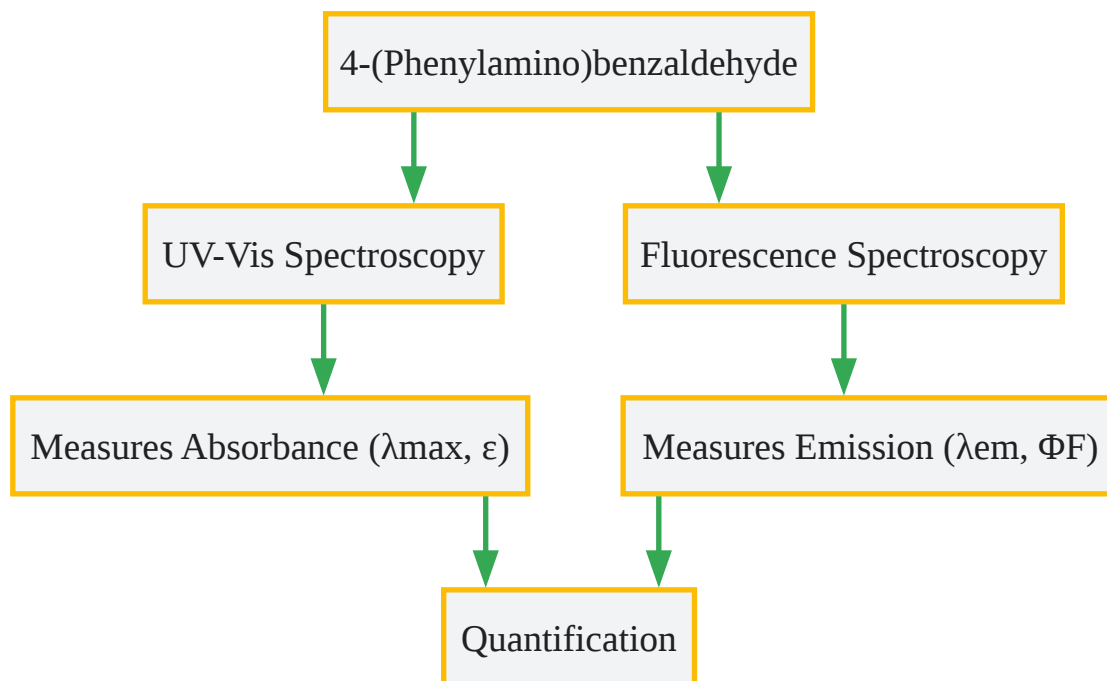 4-(Phenylamino)benzaldehyde
UV-Vis Spectroscopy
Fluorescence Spectroscopy
Measures Absorbance (λmax, ε)
Measures Emission (λem, ΦF)
Quantification